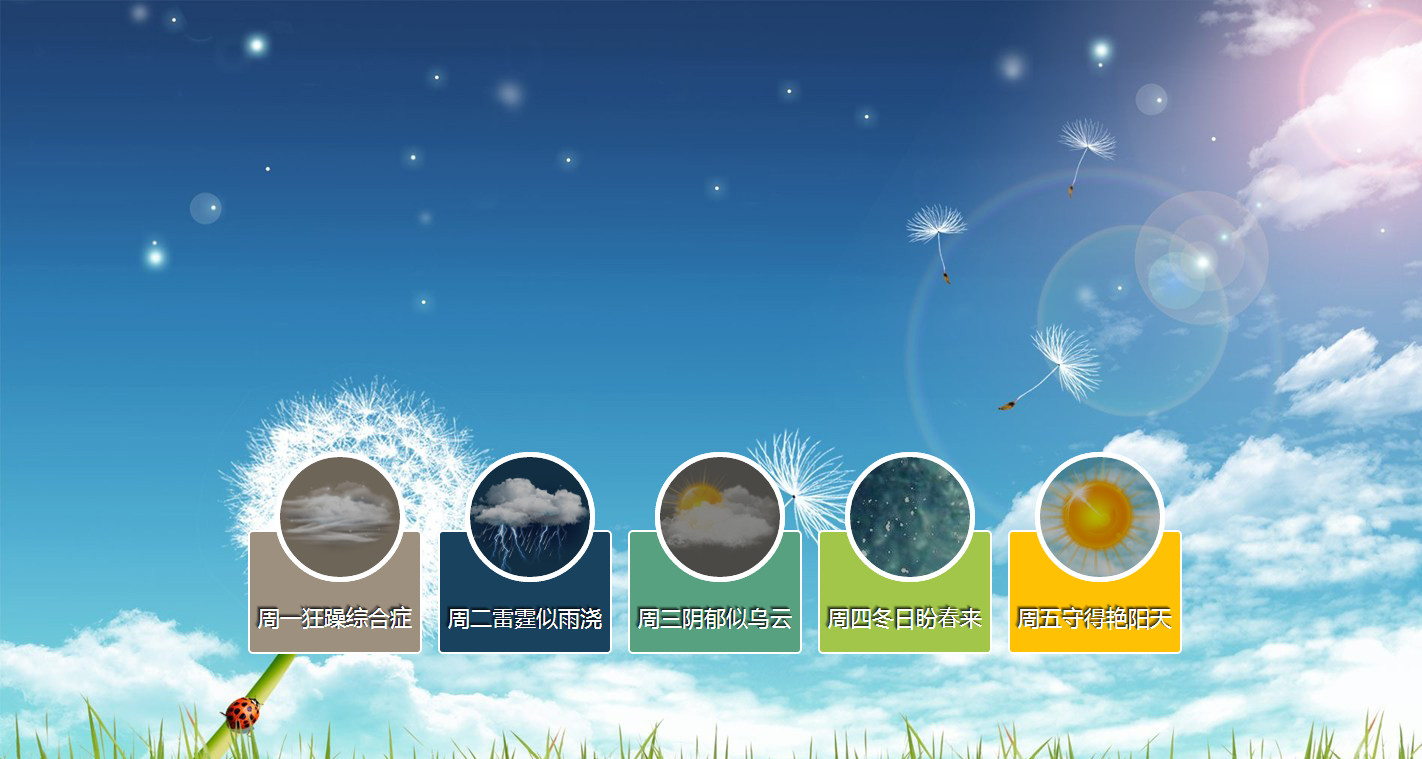 周一狂躁综合症
周二雷霆似雨浇
周三阴郁似乌云
周四冬日盼春来
周五守得艳阳天